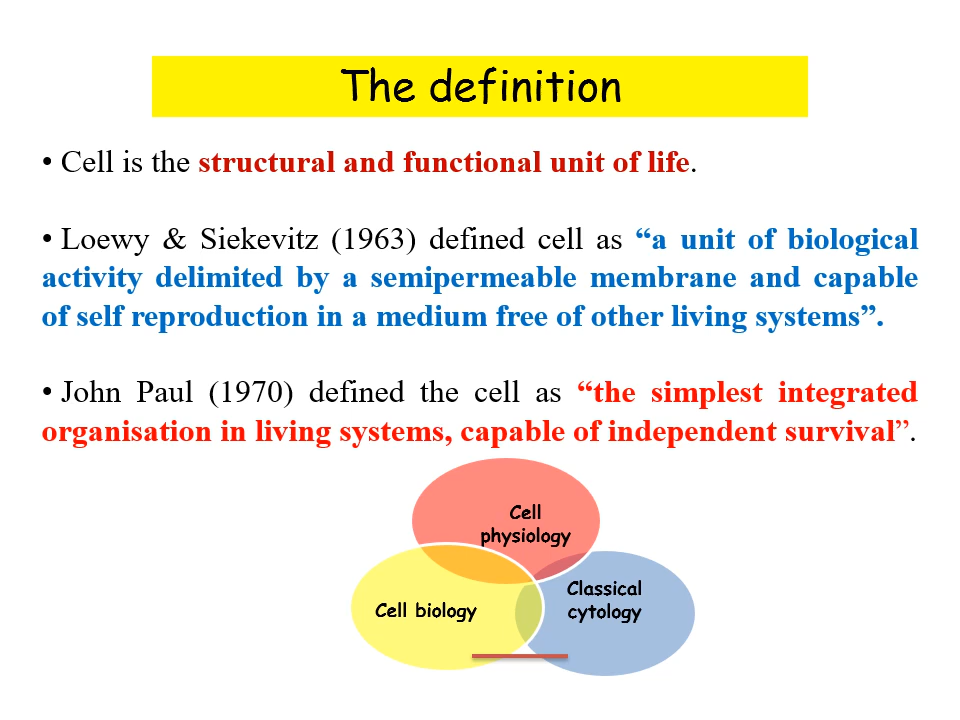 The definition
• Cell is the structural and functional unit of life.
• Loewy & Siekevitz (1963) defined cell as “a unit of biological
activity delimited by a semipermeable membrane and capable
of self reproduction in a medium free of other living systems”.
• John Paul (1970) defined the cell as “the simplest integrated
organisation in living systems, capable of independent survival”.
Cell
physiology
Classical
cytology
Cell biology